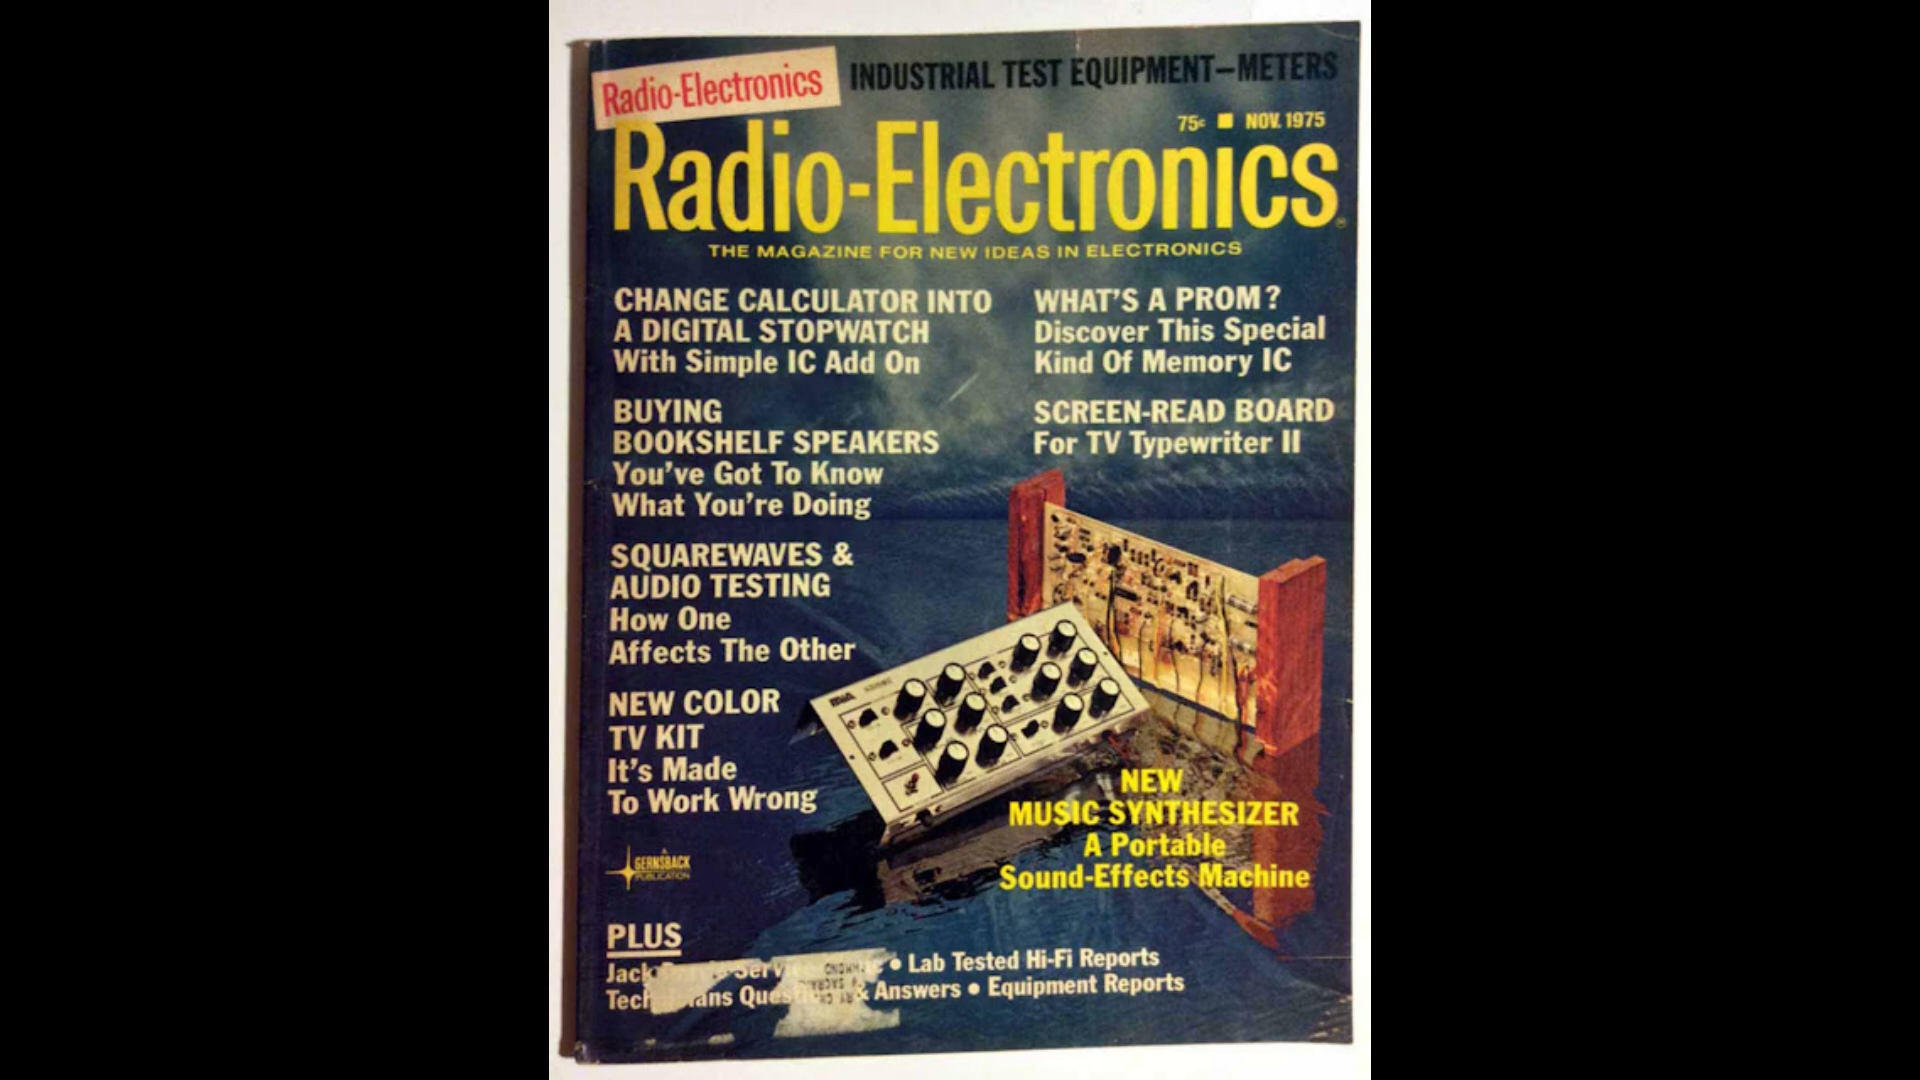 Radio-Electronics
INDUSTRIAL TEST EQUIPMENT–METERS
75¢ ■ NOV. 1975
Radio-Electronics
THE MAGAZINE FOR NEW IDEAS IN ELECTRONICS
CHANGE CALCULATOR INTO
A DIGITAL STOPWATCH
With Simple IC Add On
BUYING
BOOKSHELF SPEAKERS
You've Got To Know
What You're Doing
SQUAREWAVES &
AUDIO TESTING
How One
Affects The Other
NEW COLOR
TV KIT
It's Made
To Work Wrong
WHAT'S A PROM?
Discover This Special
Kind Of Memory IC
SCREEN-READ BOARD
For TV Typewriter II
NEW
MUSIC SYNTHESIZER
A Portable
Sound-Effects Machine
A
GERNSBACK
PUBLICATION
PLUS
Jack • Lab Tested Hi-Fi Reports
& Answers • Equipment Reports